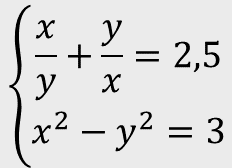 x/y + y/x = 2,5
x² − y² = 3